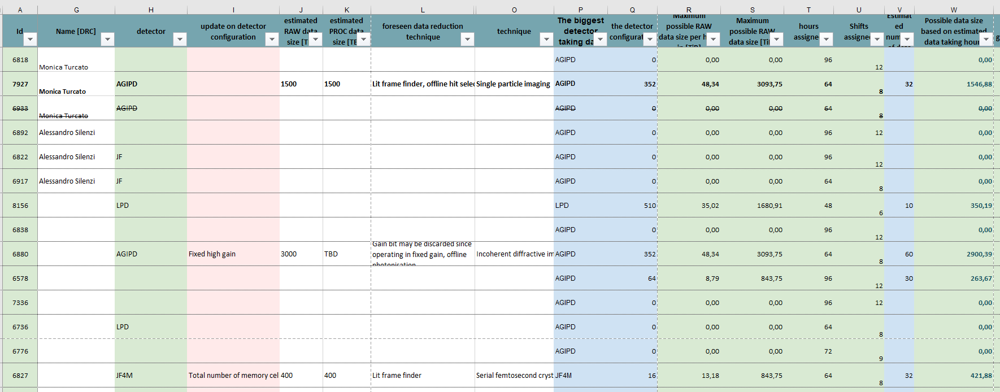 A G H I J K L O P Q R S T U V W
Id
Name [DRC]
detector
update on detector
configuration
estimated
RAW data
size [T
estimated
PROC data
size [TE
foreseen data reduction
technique
technique
The biggest
detector
taking da
the detector
configurat
Maximum
possible RAW
data size per h
in [TiB]
Maximum
possible RAW
data size [Ti
hours
assigne
Shifts
assigne
Estimat
ed
num
of days
Possible data size
based on estimated
data taking hou
g
6818 Monica Turcato AGIPD 0 0,00 0,00 96 12 0,00
7927 Monica Turcato AGIPD 1500 1500 Lit frame finder, offline hit selec Single particle imaging AGIPD 352 48,34 3093,75 64 8 32 1546,88
6933 Monica Turcato AGIPD AGIPD 0 0,00 0,00 64 8 0,00
6892 Alessandro Silenzi AGIPD 0 0,00 0,00 96 12 0,00
6822 Alessandro Silenzi JF AGIPD 0 0,00 0,00 96 12 0,00
6917 Alessandro Silenzi JF AGIPD 0 0,00 0,00 64 8 0,00
8156 LPD LPD 510 35,02 1680,91 48 6 10 350,19
6838 AGIPD 0 0,00 0,00 96 12 0,00
6880 AGIPD Fixed high gain 3000 TBD
Gain bit may be discarded since
operating in fixed gain, offline
photonisation
Incoherent diffractive im AGIPD 352 48,34 3093,75 64 8 60 2900,39
6578 AGIPD 64 8,79 843,75 96 12 30 263,67
7336 AGIPD 0 0,00 0,00 96 12 0,00
6736 LPD AGIPD 0 0,00 0,00 64 8 0,00
6776 AGIPD 0 0,00 0,00 72 9 0,00
6827 JF4M Total number of memory cel 400 400 Lit frame finder Serial femtosecond cryst JF4M 16 13,18 843,75 64 8 32 421,88